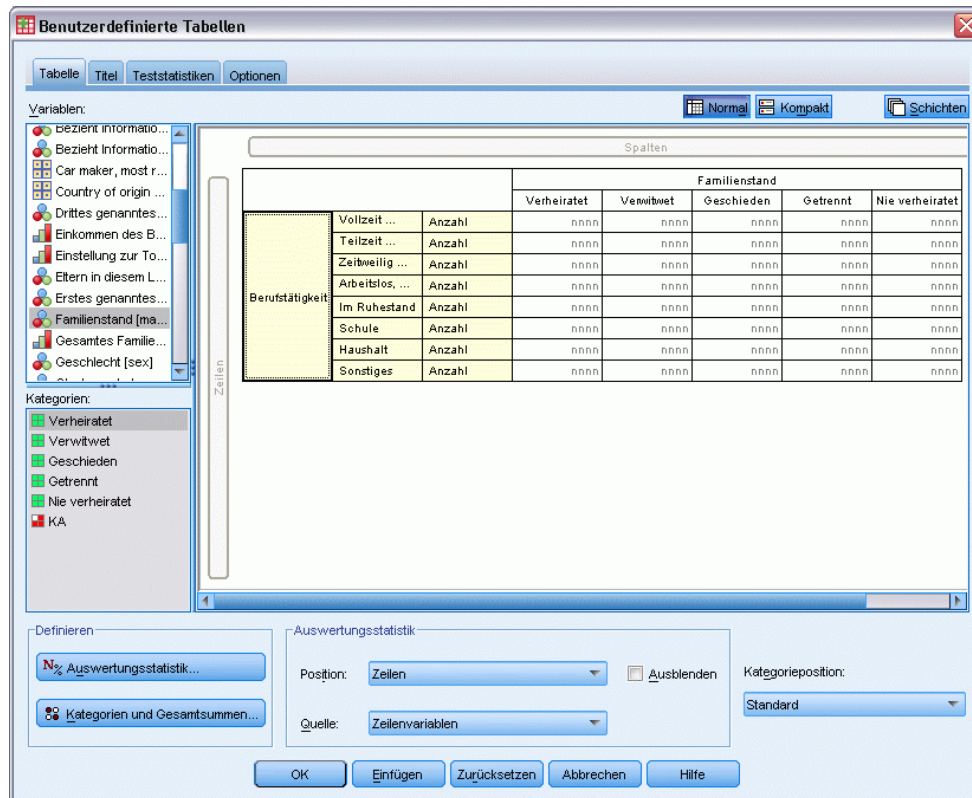 Benutzerdefinierte Tabellen
Tabelle Titel Teststatistiken Optionen
Variablen:
Normal Kompakt Schichten
Bezieht Informatio...
Bezieht Informatio...
Car maker, most r...
Country of origin ...
Drittes genanntes...
Einkommen des B...
Einstellung zur To...
Eltern in diesem L...
Erstes genanntes...
Familienstand [ma...
Gesamtes Familie...
Geschlecht [sex]
Kategorien:
Verheiratet
Verwitwet
Geschieden
Getrennt
Nie verheiratet
KA
Spalten
Zeilen
Familienstand
Verheiratet Verwitwet Geschieden Getrennt Nie verheiratet
Berufstätigkeit
Vollzeit ... Anzahl nnnn nnnn nnnn nnnn nnnn
Teilzeit ... Anzahl nnnn nnnn nnnn nnnn nnnn
Zeitweilig ... Anzahl nnnn nnnn nnnn nnnn nnnn
Arbeitslos, ... Anzahl nnnn nnnn nnnn nnnn nnnn
Im Ruhestand Anzahl nnnn nnnn nnnn nnnn nnnn
Schule Anzahl nnnn nnnn nnnn nnnn nnnn
Haushalt Anzahl nnnn nnnn nnnn nnnn nnnn
Sonstiges Anzahl nnnn nnnn nnnn nnnn nnnn
Definieren
N% Auswertungsstatistik...
Kategorien und Gesamtsummen...
Auswertungsstatistik
Position: Zeilen Ausblenden
Quelle: Zeilenvariablen
Kategorieposition:
Standard
OK Einfügen Zurücksetzen Abbrechen Hilfe